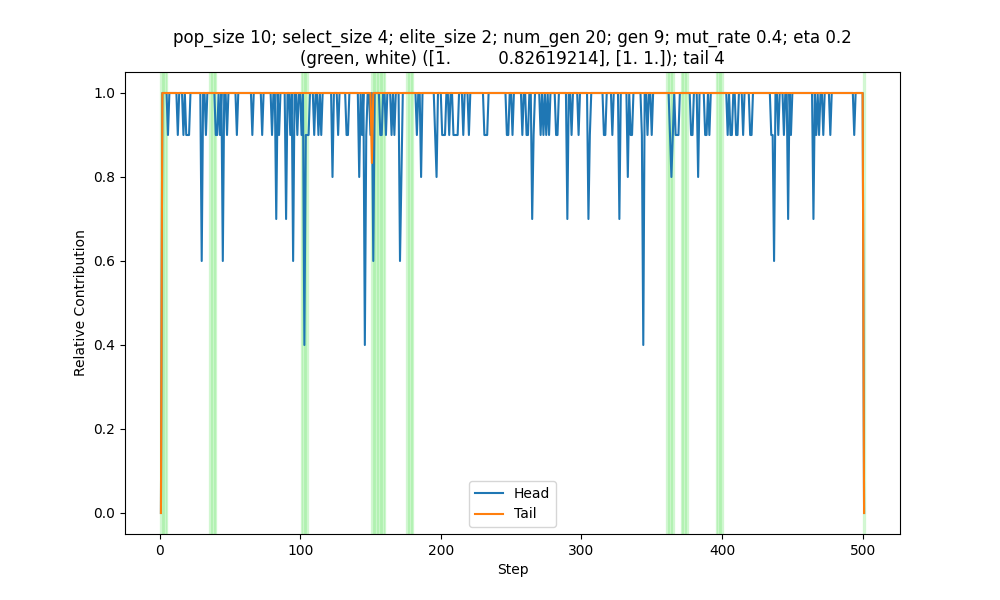 pop_size 10; select_size 4; elite_size 2; num_gen 20; gen 9; mut_rate 0.4; eta 0.2
(green, white) ([1.         0.82619214], [1. 1.]); tail 4
1.0
0.8
0.6
0.4
0.2
0.0
Relative Contribution
Head
Tail
0
100
200
300
400
500
Step